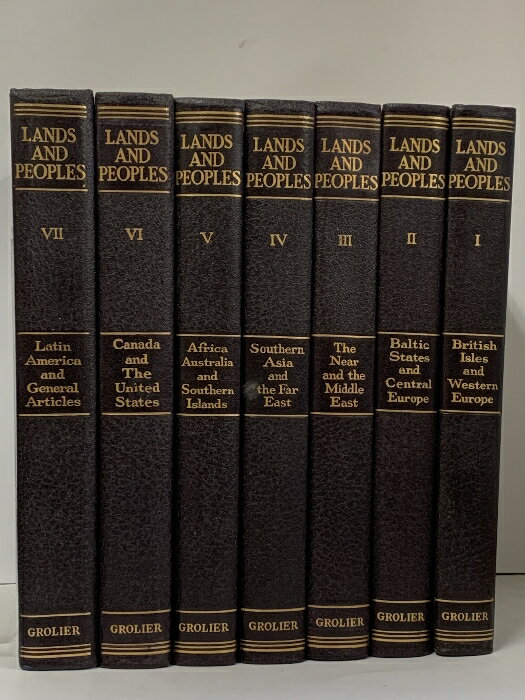 LANDS
AND
PEOPLES
VII
Latin
America
and
General
Articles
GROLIER
LANDS
AND
PEOPLES
VI
Canada
and
The
United
States
GROLIER
LANDS
AND
PEOPLES
V
Africa
Australia
and
Southern
Islands
GROLIER
LANDS
AND
PEOPLES
IV
Southern
Asia
and
the Far
East
GROLIER
LANDS
AND
PEOPLES
III
The
Near
and the
Middle
East
GROLIER
LANDS
AND
PEOPLES
II
Baltic
States
and
Central
Europe
GROLIER
LANDS
AND
PEOPLES
I
British
Isles
and
Western
Europe
GROLIER